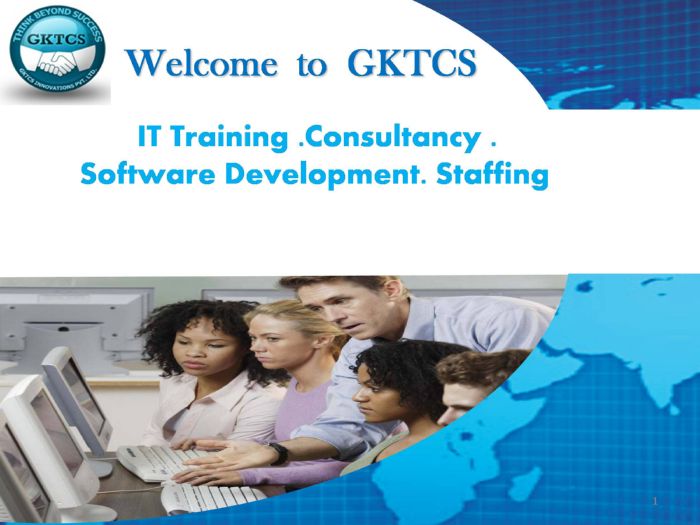 THINK BEYOND SUCCESS
GKTCS
GKTCS INNOVATIONS PVT. LTD.
Welcome to GKTCS
IT Training .Consultancy .
Software Development. Staffing
1